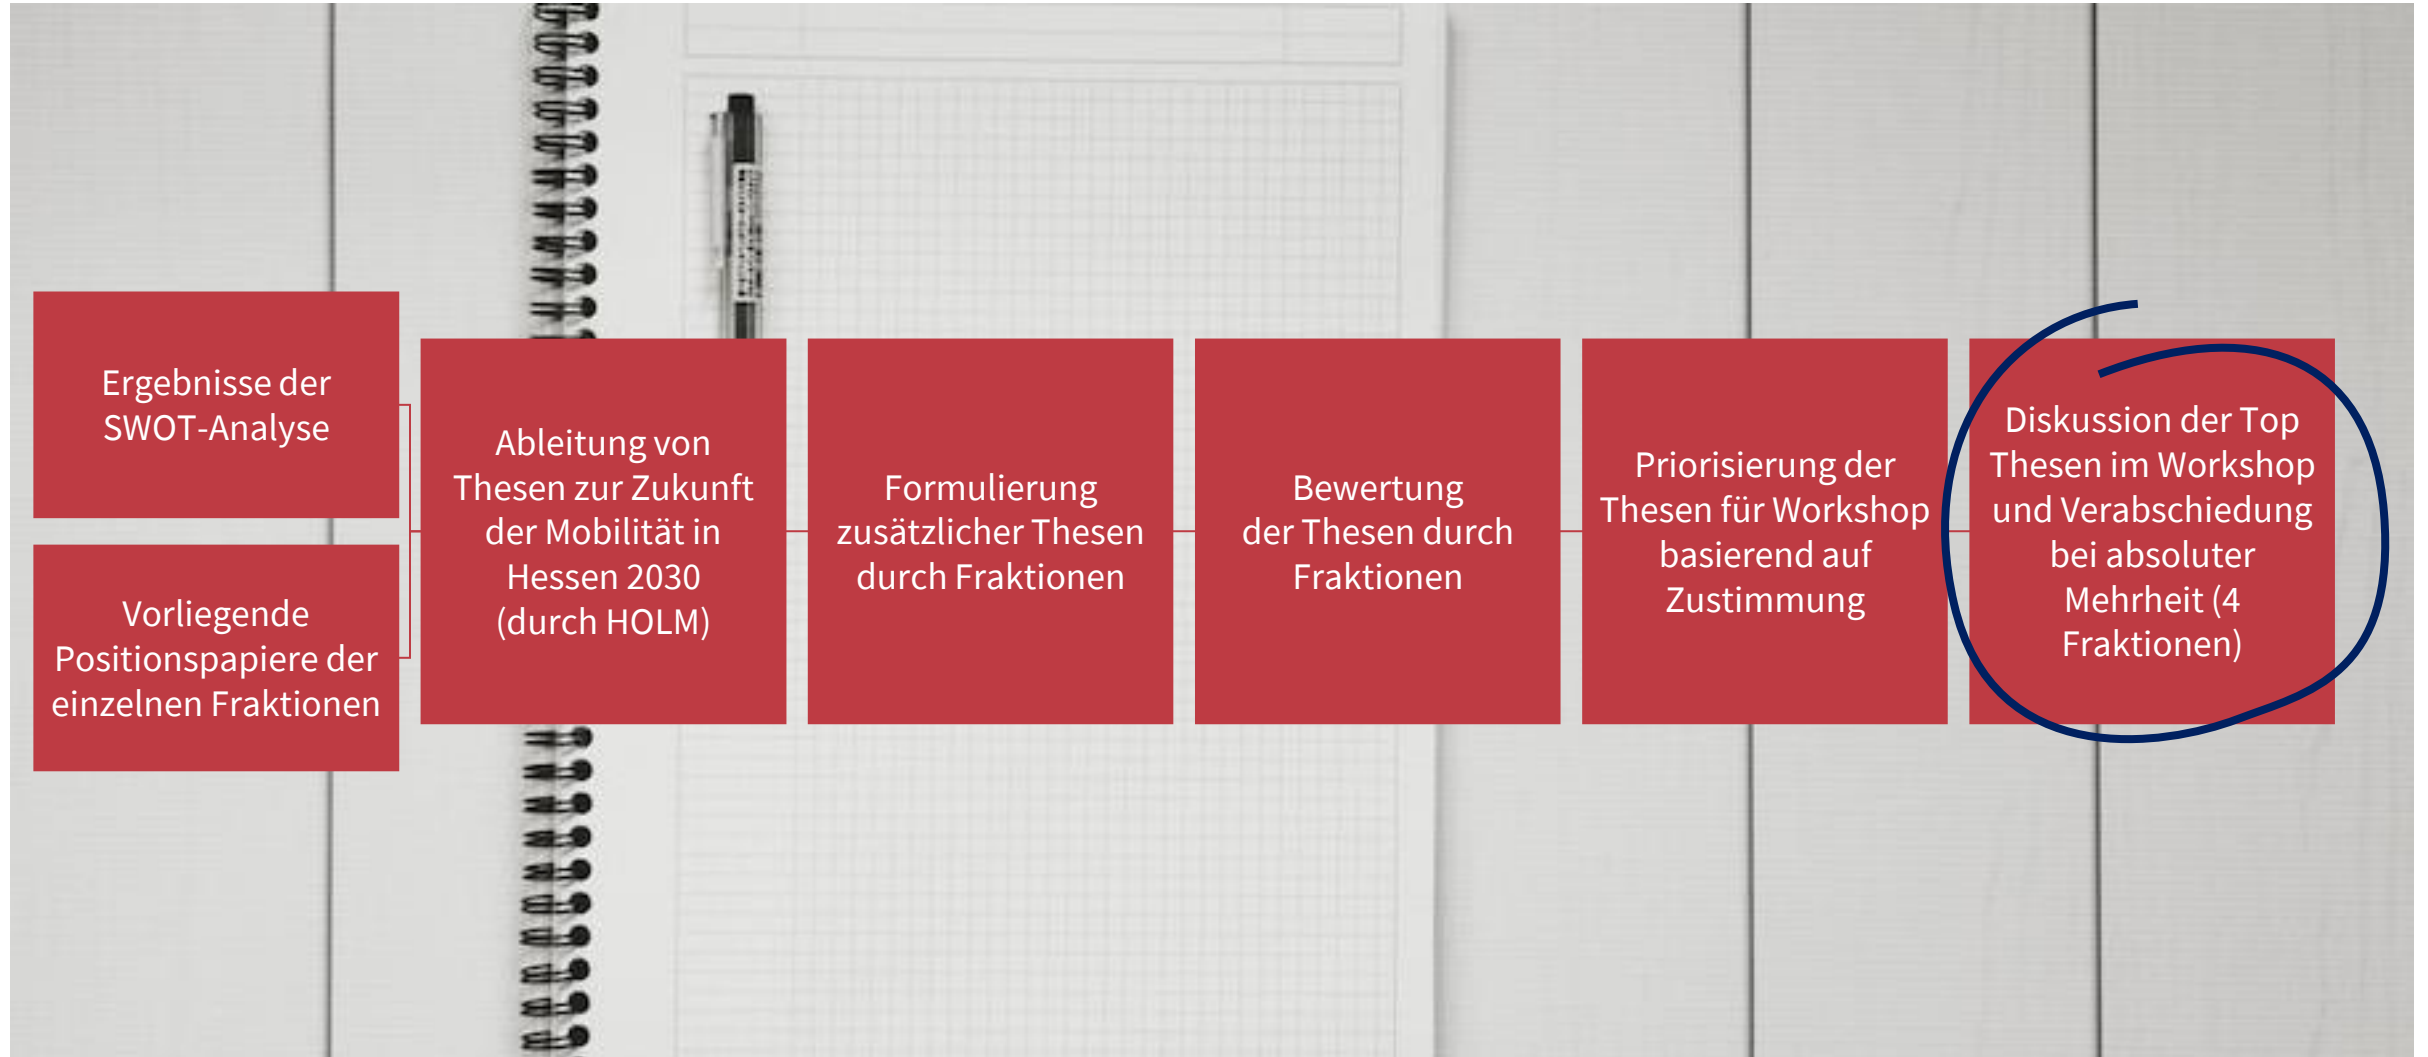 Ergebnisse der
SWOT-Analyse
Vorliegende
Positionspapiere der
einzelnen Fraktionen
Ableitung von
Thesen zur Zukunft
der Mobilität in
Hessen 2030
(durch HOLM)
Formulierung
zusätzlicher Thesen
durch Fraktionen
Bewertung
der Thesen durch
Fraktionen
Priorisierung der
Thesen für Workshop
basierend auf
Zustimmung
Diskussion der Top
Thesen im Workshop
und Verabschiedung
bei absoluter
Mehrheit (4
Fraktionen)